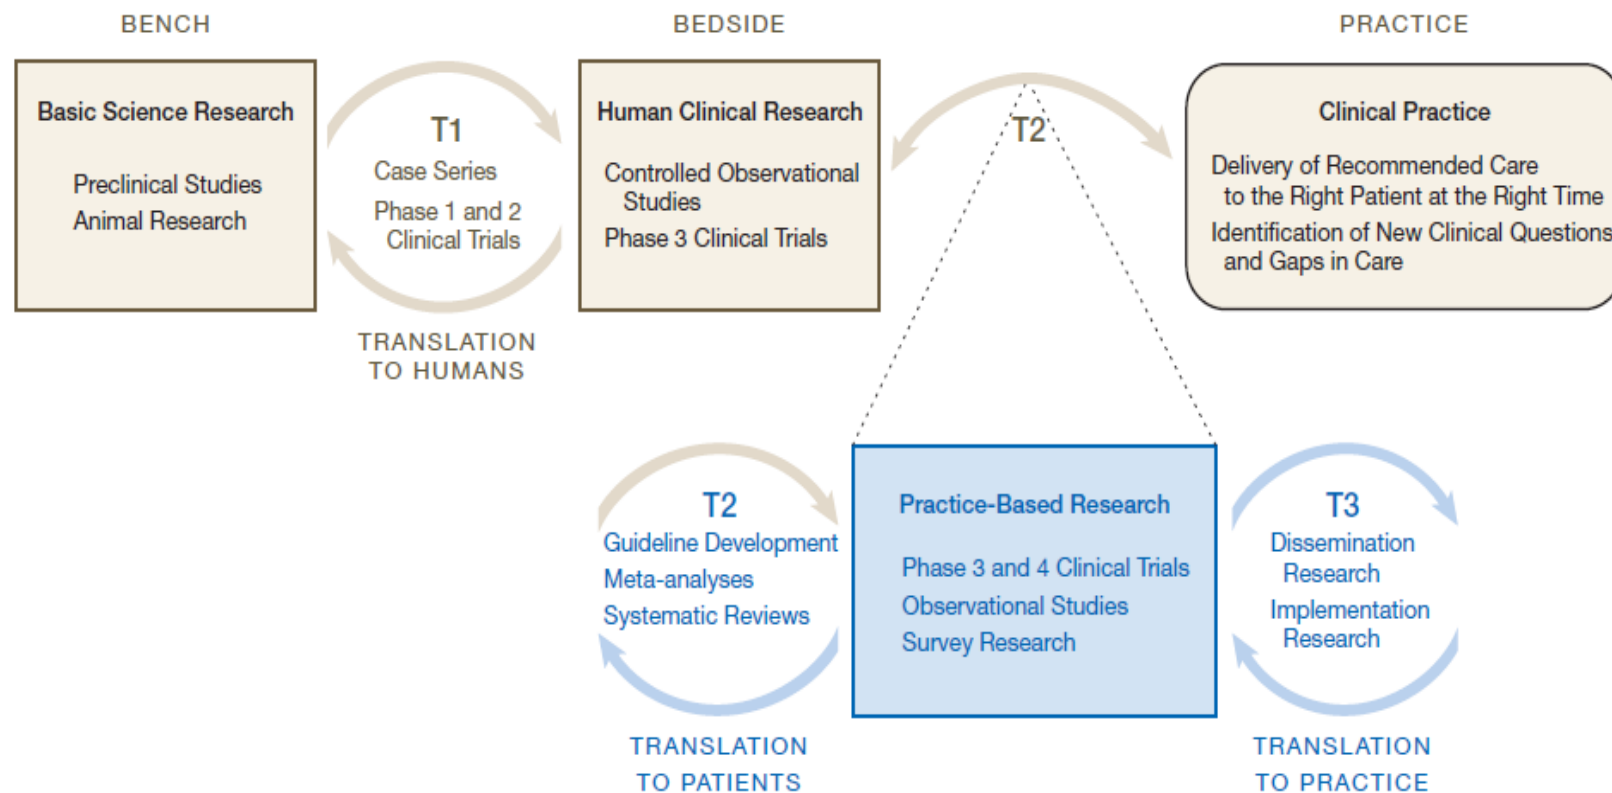 BENCH
BEDSIDE
PRACTICE
Basic Science Research
Preclinical Studies
Animal Research
T1
Case Series
Phase 1 and 2
Clinical Trials
TRANSLATION
TO HUMANS
Human Clinical Research
Controlled Observational
Studies
Phase 3 Clinical Trials
T2
Clinical Practice
Delivery of Recommended Care
to the Right Patient at the Right Time
Identification of New Clinical Questions
and Gaps in Care
T2
Guideline Development
Meta-analyses
Systematic Reviews
TRANSLATION
TO PATIENTS
Practice-Based Research
Phase 3 and 4 Clinical Trials
Observational Studies
Survey Research
T3
Dissemination
Research
Implementation
Research
TRANSLATION
TO PRACTICE